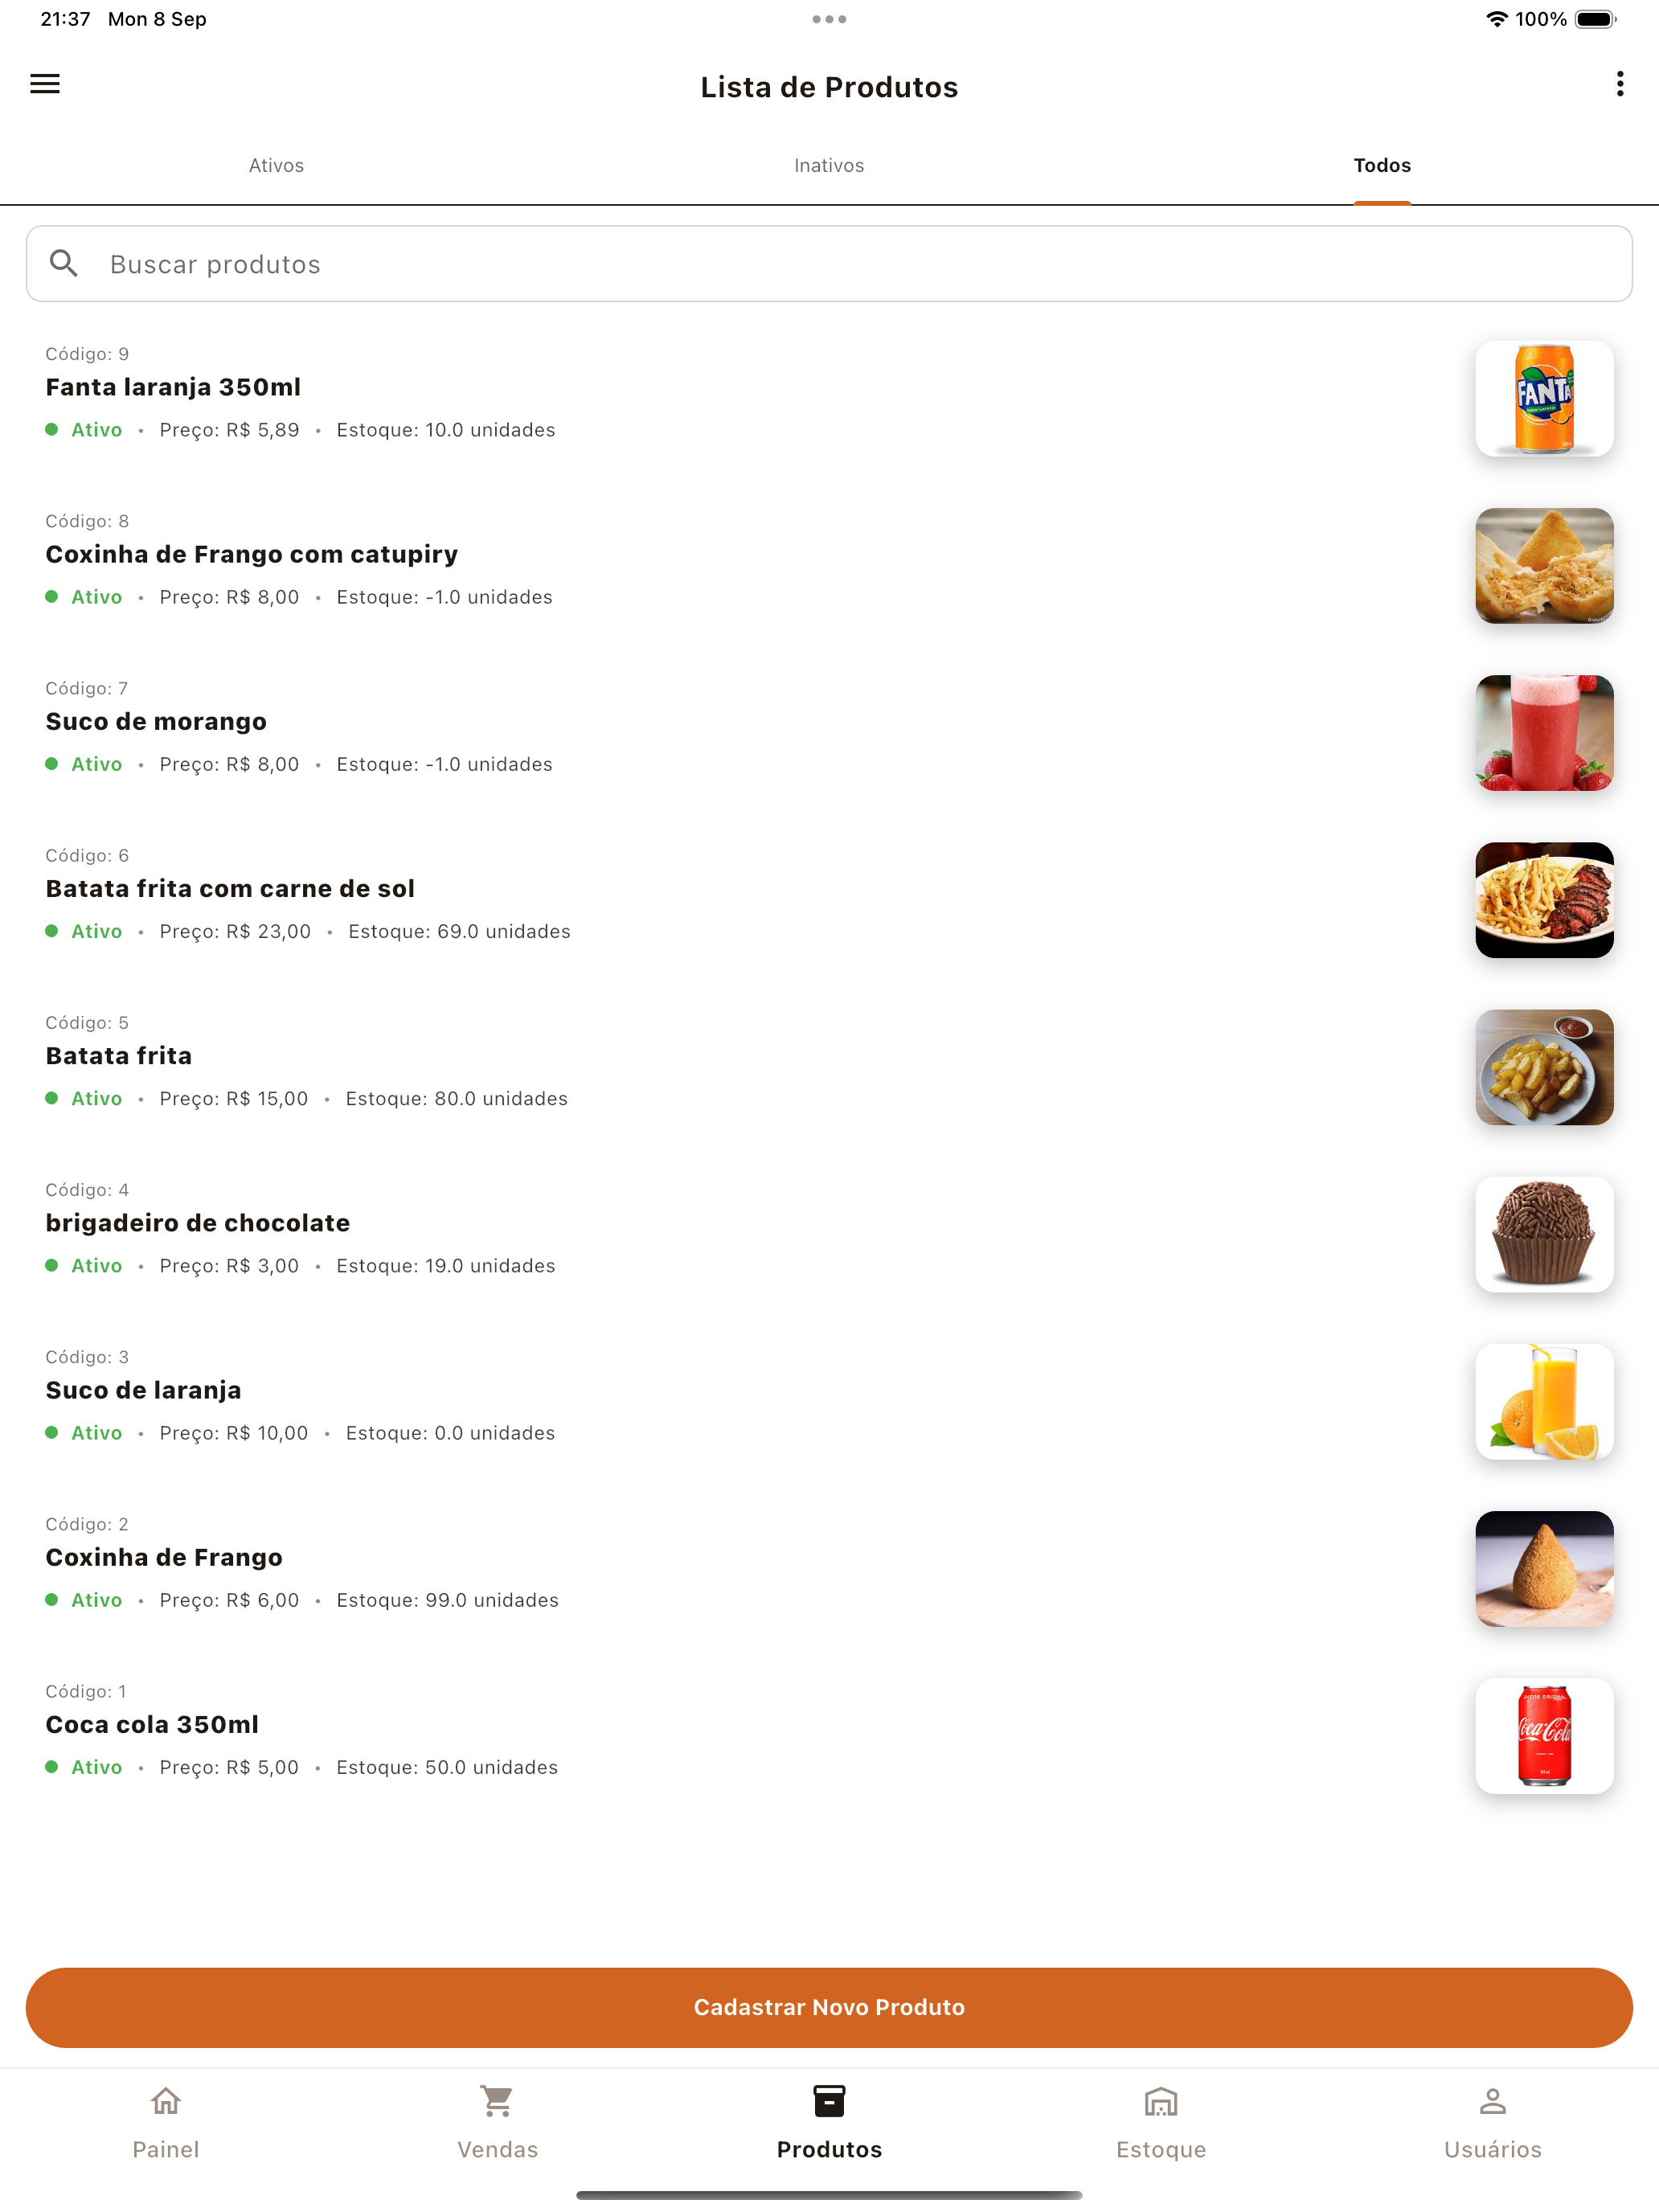 21:37 Mon 8 Sep
100%
Lista de Produtos
Ativos
Inativos
Todos
Buscar produtos
Código: 9
Fanta laranja 350ml
Ativo • Preço: R$ 5,89 • Estoque: 10.0 unidades
FANTA
Código: 8
Coxinha de Frango com catupiry
Ativo • Preço: R$ 8,00 • Estoque: -1.0 unidades
Código: 7
Suco de morango
Ativo • Preço: R$ 8,00 • Estoque: -1.0 unidades
Código: 6
Batata frita com carne de sol
Ativo • Preço: R$ 23,00 • Estoque: 69.0 unidades
Código: 5
Batata frita
Ativo • Preço: R$ 15,00 • Estoque: 80.0 unidades
Código: 4
brigadeiro de chocolate
Ativo • Preço: R$ 3,00 • Estoque: 19.0 unidades
Código: 3
Suco de laranja
Ativo • Preço: R$ 10,00 • Estoque: 0.0 unidades
Código: 2
Coxinha de Frango
Ativo • Preço: R$ 6,00 • Estoque: 99.0 unidades
Código: 1
Coca cola 350ml
Ativo • Preço: R$ 5,00 • Estoque: 50.0 unidades
SABOR ORIGINAL
Coca-Cola
Cadastrar Novo Produto
Painel
Vendas
Produtos
Estoque
Usuários